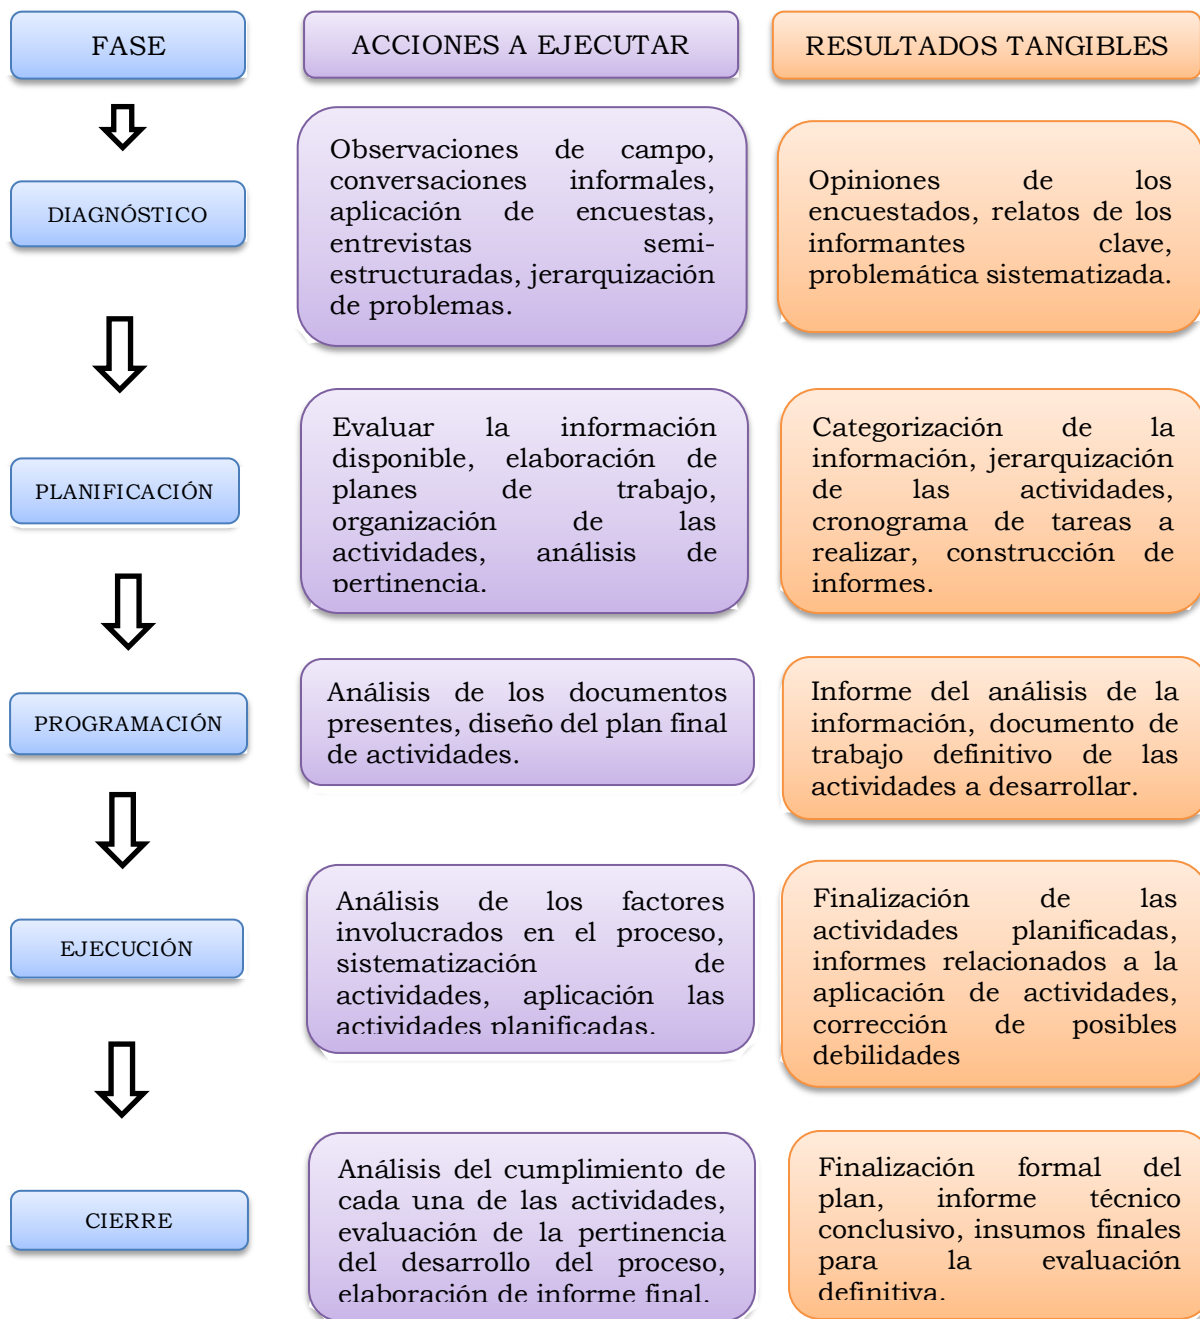 FASE
ACCIONES A EJECUTAR
RESULTADOS TANGIBLES
DIAGNÓSTICO
Observaciones de campo,
conversaciones informales,
aplicación de encuestas,
entrevistas semi-
estructuradas, jerarquización
de problemas.
Opiniones de los
encuestados, relatos de los
informantes clave,
problemática sistematizada.
PLANIFICACIÓN
Evaluar la información
disponible, elaboración de
planes de trabajo,
organización de las
actividades, análisis de
pertinencia.
Categorización de la
información, jerarquización
de las actividades,
cronograma de tareas a
realizar, construcción de
informes.
PROGRAMACIÓN
Análisis de los documentos
presentes, diseño del plan final
de actividades.
Informe del análisis de la
información, documento de
trabajo definitivo de las
actividades a desarrollar.
EJECUCIÓN
Análisis de los factores
involucrados en el proceso,
sistematización de
actividades, aplicación las
actividades planificadas.
Finalización de las
actividades planificadas,
informes relacionados a la
aplicación de actividades,
corrección de posibles
debilidades
CIERRE
Análisis del cumplimiento de
cada una de las actividades,
evaluación de la pertinencia
del desarrollo del proceso,
elaboración de informe final.
Finalización formal del
plan, informe técnico
conclusivo, insumos finales
para la evaluación
definitiva.